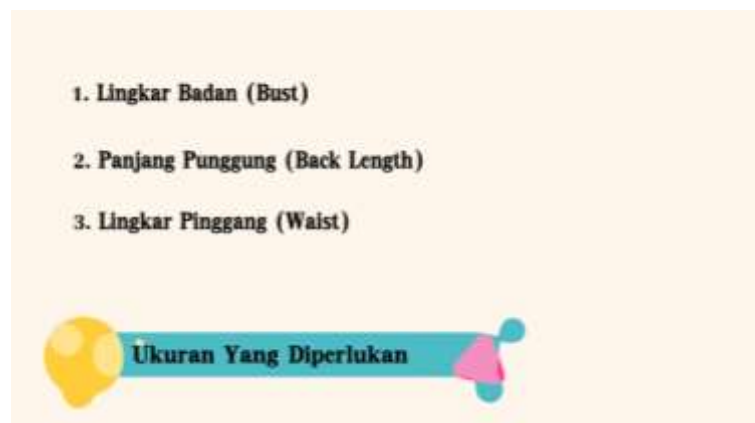 1. Lingkar Badan (Bust)
2. Panjang Punggung (Back Length)
3. Lingkar Pinggang (Waist)
Ukuran Yang Diperlukan